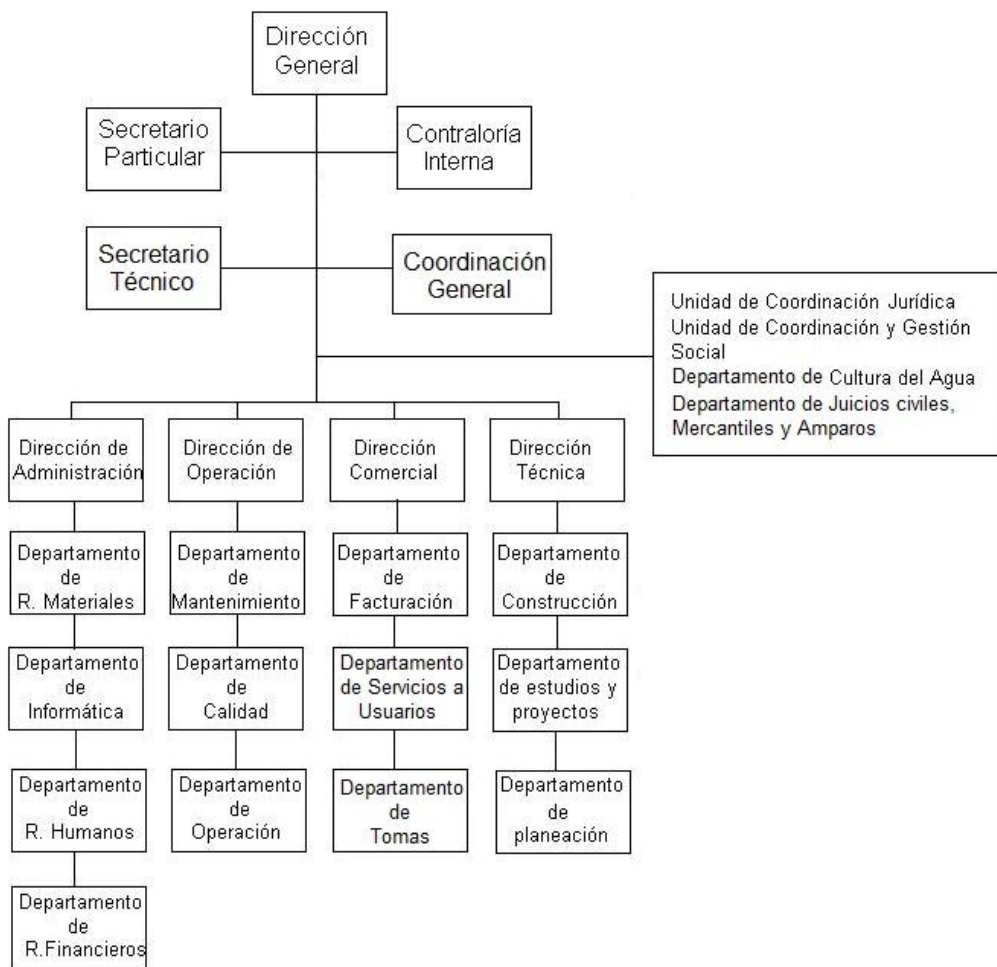 Dirección
General
Secretario
Particular
Contraloría
Interna
Secretario
Técnico
Coordinación
General
Unidad de Coordinación Jurídica
Unidad de Coordinación y Gestión
Social
Departamento de Cultura del Agua
Departamento de Juicios civiles,
Mercantiles y Amparos
Dirección de
Administración
Dirección de
Operación
Dirección
Comercial
Dirección
Técnica
Departamento
de
R. Materiales
Departamento
de
Mantenimiento
Departamento
de
Facturación
Departamento
de
Construcción
Departamento
de
Informática
Departamento
de
Calidad
Departamento
de Servicios a
Usuarios
Departamento
de estudios y
proyectos
Departamento
de
R. Humanos
Departamento
de
Operación
Departamento
de
Tomas
Departamento
de
planeación
Departamento
de
R.Financieros